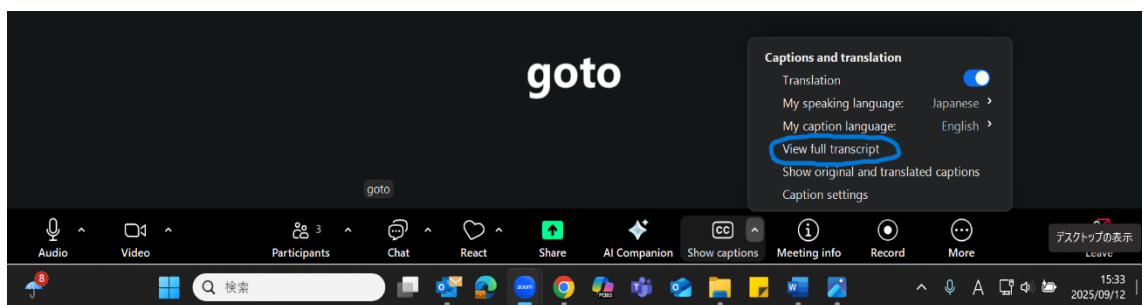 goto
Captions and translation
Translation
My speaking language: Japanese
My caption language: English
View full transcript
Show original and translated captions
Caption settings
goto
3
Audio
Video
Participants
Chat
React
Share
AI Companion
CC
Show captions
Meeting info
Record
More
デスクトップの表示
Leave
8
検索
zoom
A
15:33
2025/09/12